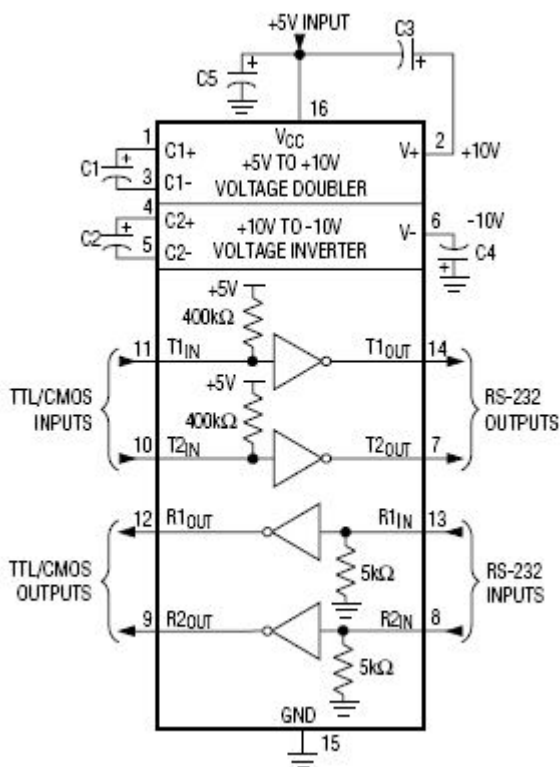 +5V INPUT
C3
+
C5
+
16
1
C1+
VCC
V+
2
+10V
C1
+
+5V TO +10V
3
C1-
VOLTAGE DOUBLER
4
C2+
+10V TO -10V
V-
6
-10V
C2
+
5
C2-
VOLTAGE INVERTER
+
C4
+5V
400kΩ
11
T1IN
T1OUT
14
+5V
TTL/CMOS
INPUTS
RS-232
OUTPUTS
400kΩ
10
T2IN
T2OUT
7
12
R1OUT
R1IN
13
TTL/CMOS
OUTPUTS
5kΩ
RS-232
INPUTS
9
R2OUT
R2IN
8
5kΩ
GND
15